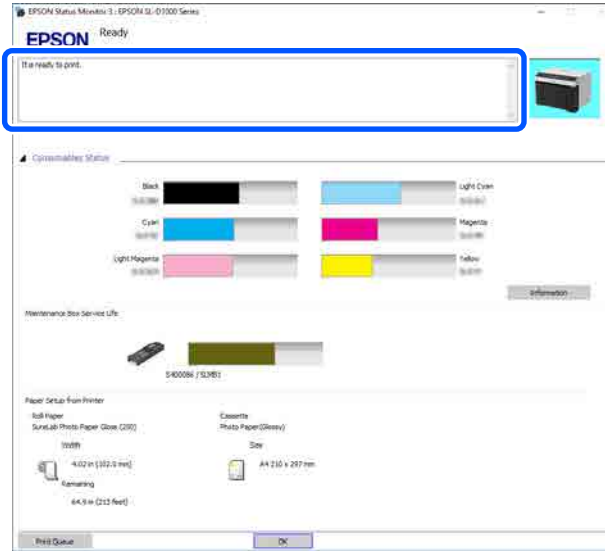 EPSON Status Monitor 3 : EPSON SL-D1000 Series
EPSON
Ready
It is ready to print.
Consumables Status
Black
Light Cyan
Cyan
Magenta
Light Magenta
Yellow
Information
Maintenance Box Service Life
S400086 / SLMB1
Paper Setup from Printer
Roll Paper
Cassette
SureLab Photo Paper Gloss (200)
Photo Paper(Glossy)
Width
Size
4.02 in (102.0 mm)
A4 210 x 297 mm
Remaining
64.9 m (213 feet)
Print Queue
OK